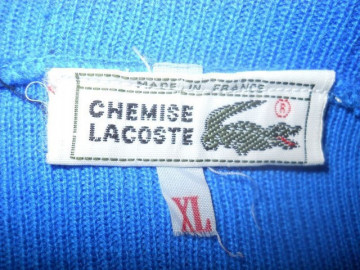 MADE IN FRANCE
CHEMISE
LACOSTE
®
XL